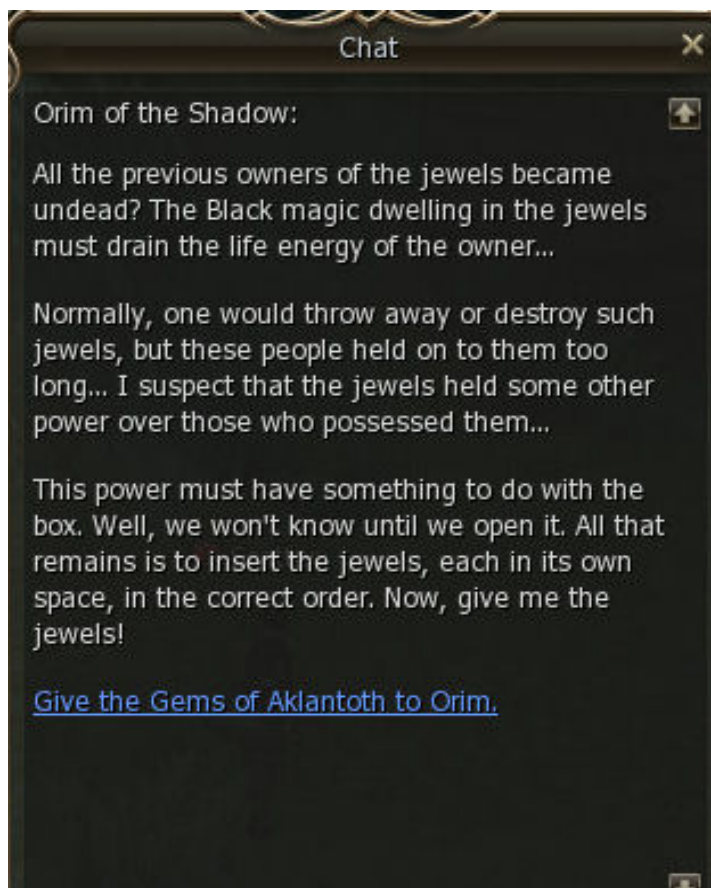 Chat
Orim of the Shadow:
All the previous owners of the jewels became
undead? The Black magic dwelling in the jewels
must drain the life energy of the owner...
Normally, one would throw away or destroy such
jewels, but these people held on to them too
long... I suspect that the jewels held some other
power over those who possessed them...
This power must have something to do with the
box. Well, we won't know until we open it. All that
remains is to insert the jewels, each in its own
space, in the correct order. Now, give me the
jewels!
Give the Gems of Aklantoth to Orim.